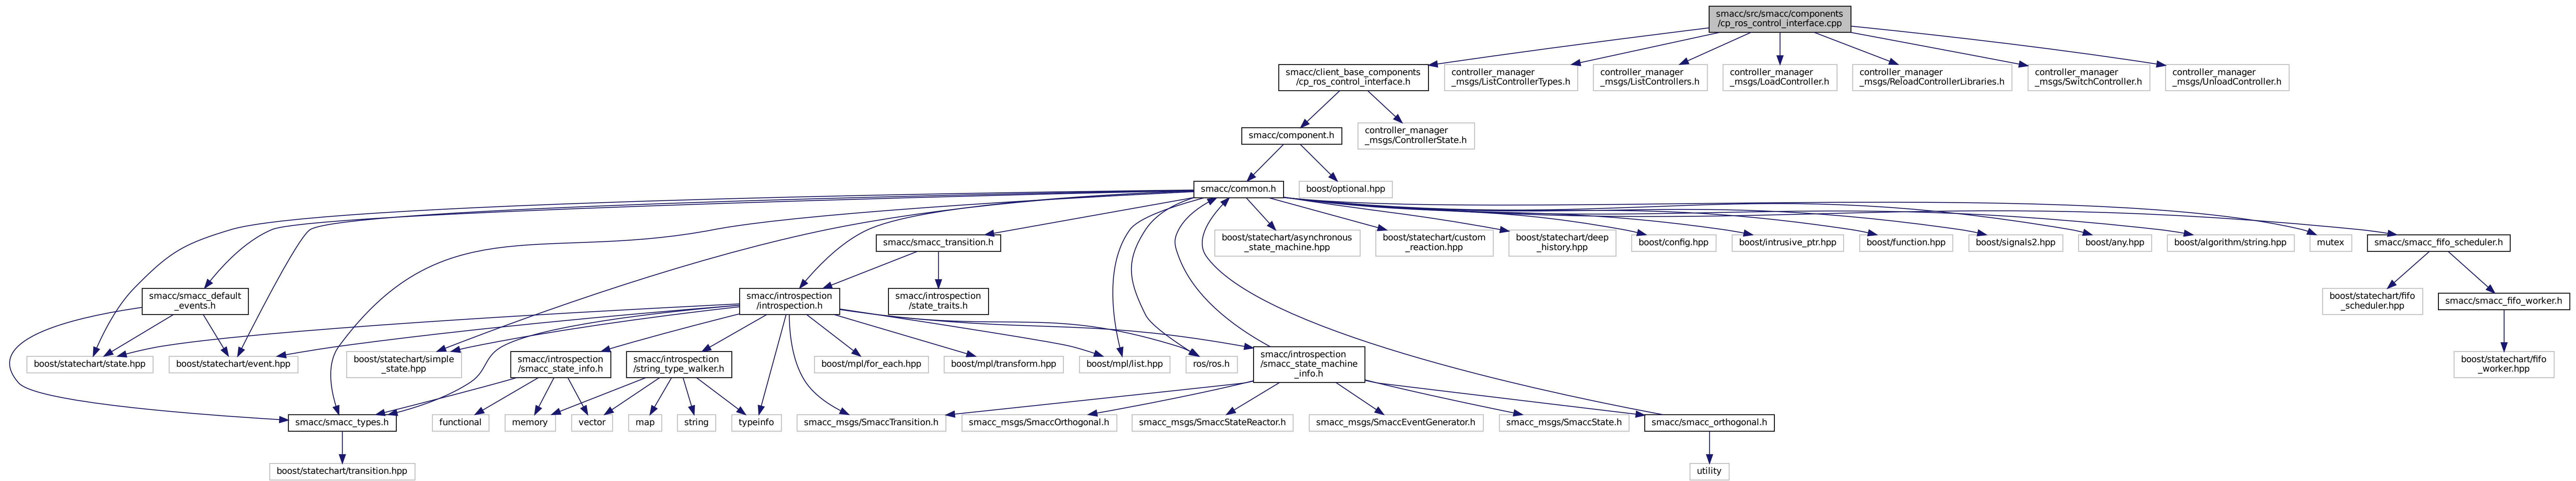 smacc/src/smacc/components
/cp_ros_control_interface.cpp
smacc/client_base_components
/cp_ros_control_interface.h
controller_manager
_msgs/ListControllerTypes.h
controller_manager
_msgs/ListControllers.h
controller_manager
_msgs/LoadController.h
controller_manager
_msgs/ReloadControllerLibraries.h
controller_manager
_msgs/SwitchController.h
controller_manager
_msgs/UnloadController.h
smacc/component.h
controller_manager
_msgs/ControllerState.h
smacc/common.h
boost/optional.hpp
smacc/smacc_transition.h
boost/statechart/asynchronous
_state_machine.hpp
boost/statechart/custom
_reaction.hpp
boost/statechart/deep
_history.hpp
boost/config.hpp
boost/intrusive_ptr.hpp
boost/function.hpp
boost/signals2.hpp
boost/any.hpp
boost/algorithm/string.hpp
mutex
smacc/smacc_fifo_scheduler.h
smacc/smacc_default
_events.h
smacc/introspection
/introspection.h
smacc/introspection
/state_traits.h
boost/statechart/fifo
_scheduler.hpp
smacc/smacc_fifo_worker.h
boost/statechart/state.hpp
boost/statechart/event.hpp
boost/statechart/simple
_state.hpp
smacc/introspection
/smacc_state_info.h
smacc/introspection
/string_type_walker.h
boost/mpl/for_each.hpp
boost/mpl/transform.hpp
boost/mpl/list.hpp
ros/ros.h
smacc/introspection
/smacc_state_machine
_info.h
boost/statechart/fifo
_worker.hpp
smacc/smacc_types.h
functional
memory
vector
map
string
typeinfo
smacc_msgs/SmaccTransition.h
smacc_msgs/SmaccOrthogonal.h
smacc_msgs/SmaccStateReactor.h
smacc_msgs/SmaccEventGenerator.h
smacc_msgs/SmaccState.h
smacc/smacc_orthogonal.h
boost/statechart/transition.hpp
utility